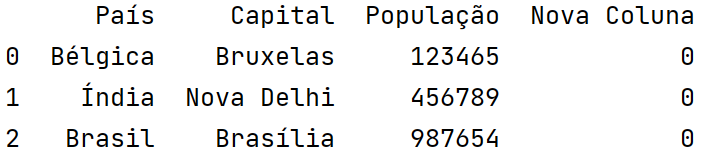 País Capital População Nova Coluna
0 Bélgica Bruxelas 123465 0
1 Índia Nova Delhi 456789 0
2 Brasil Brasília 987654 0